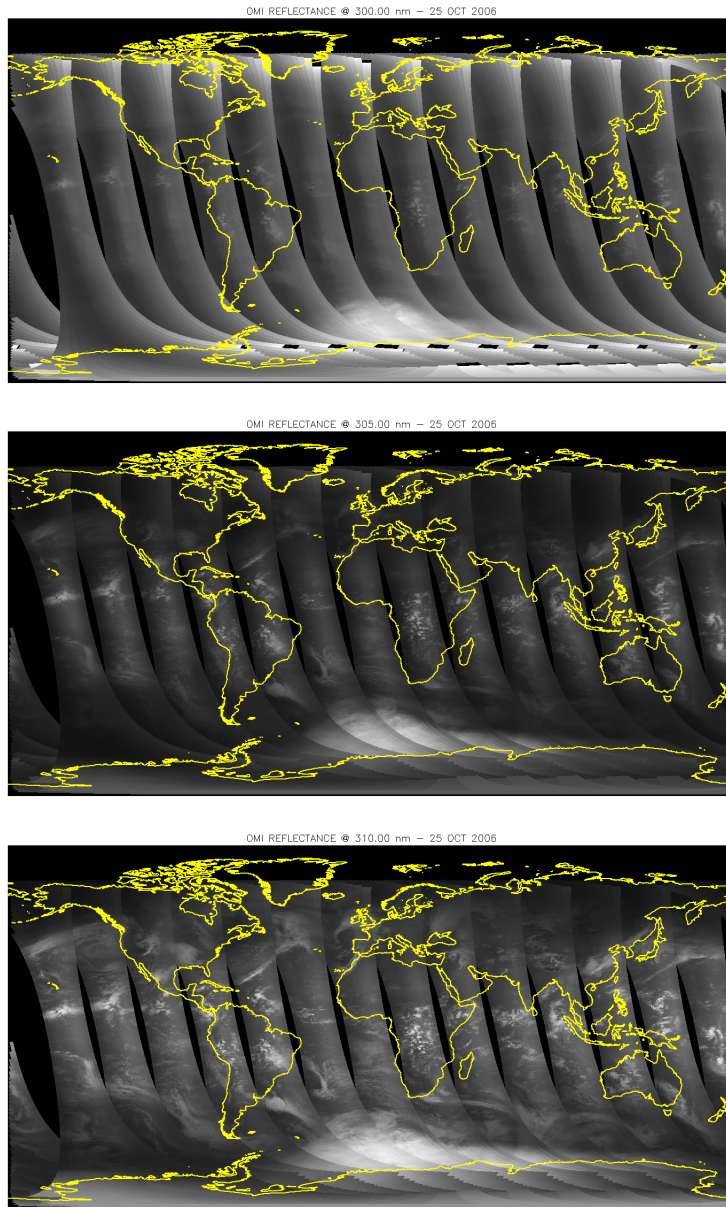 OMI REFLECTANCE @ 300.00 nm – 25 OCT 2006
OMI REFLECTANCE @ 305.00 nm – 25 OCT 2006
OMI REFLECTANCE @ 310.00 nm – 25 OCT 2006